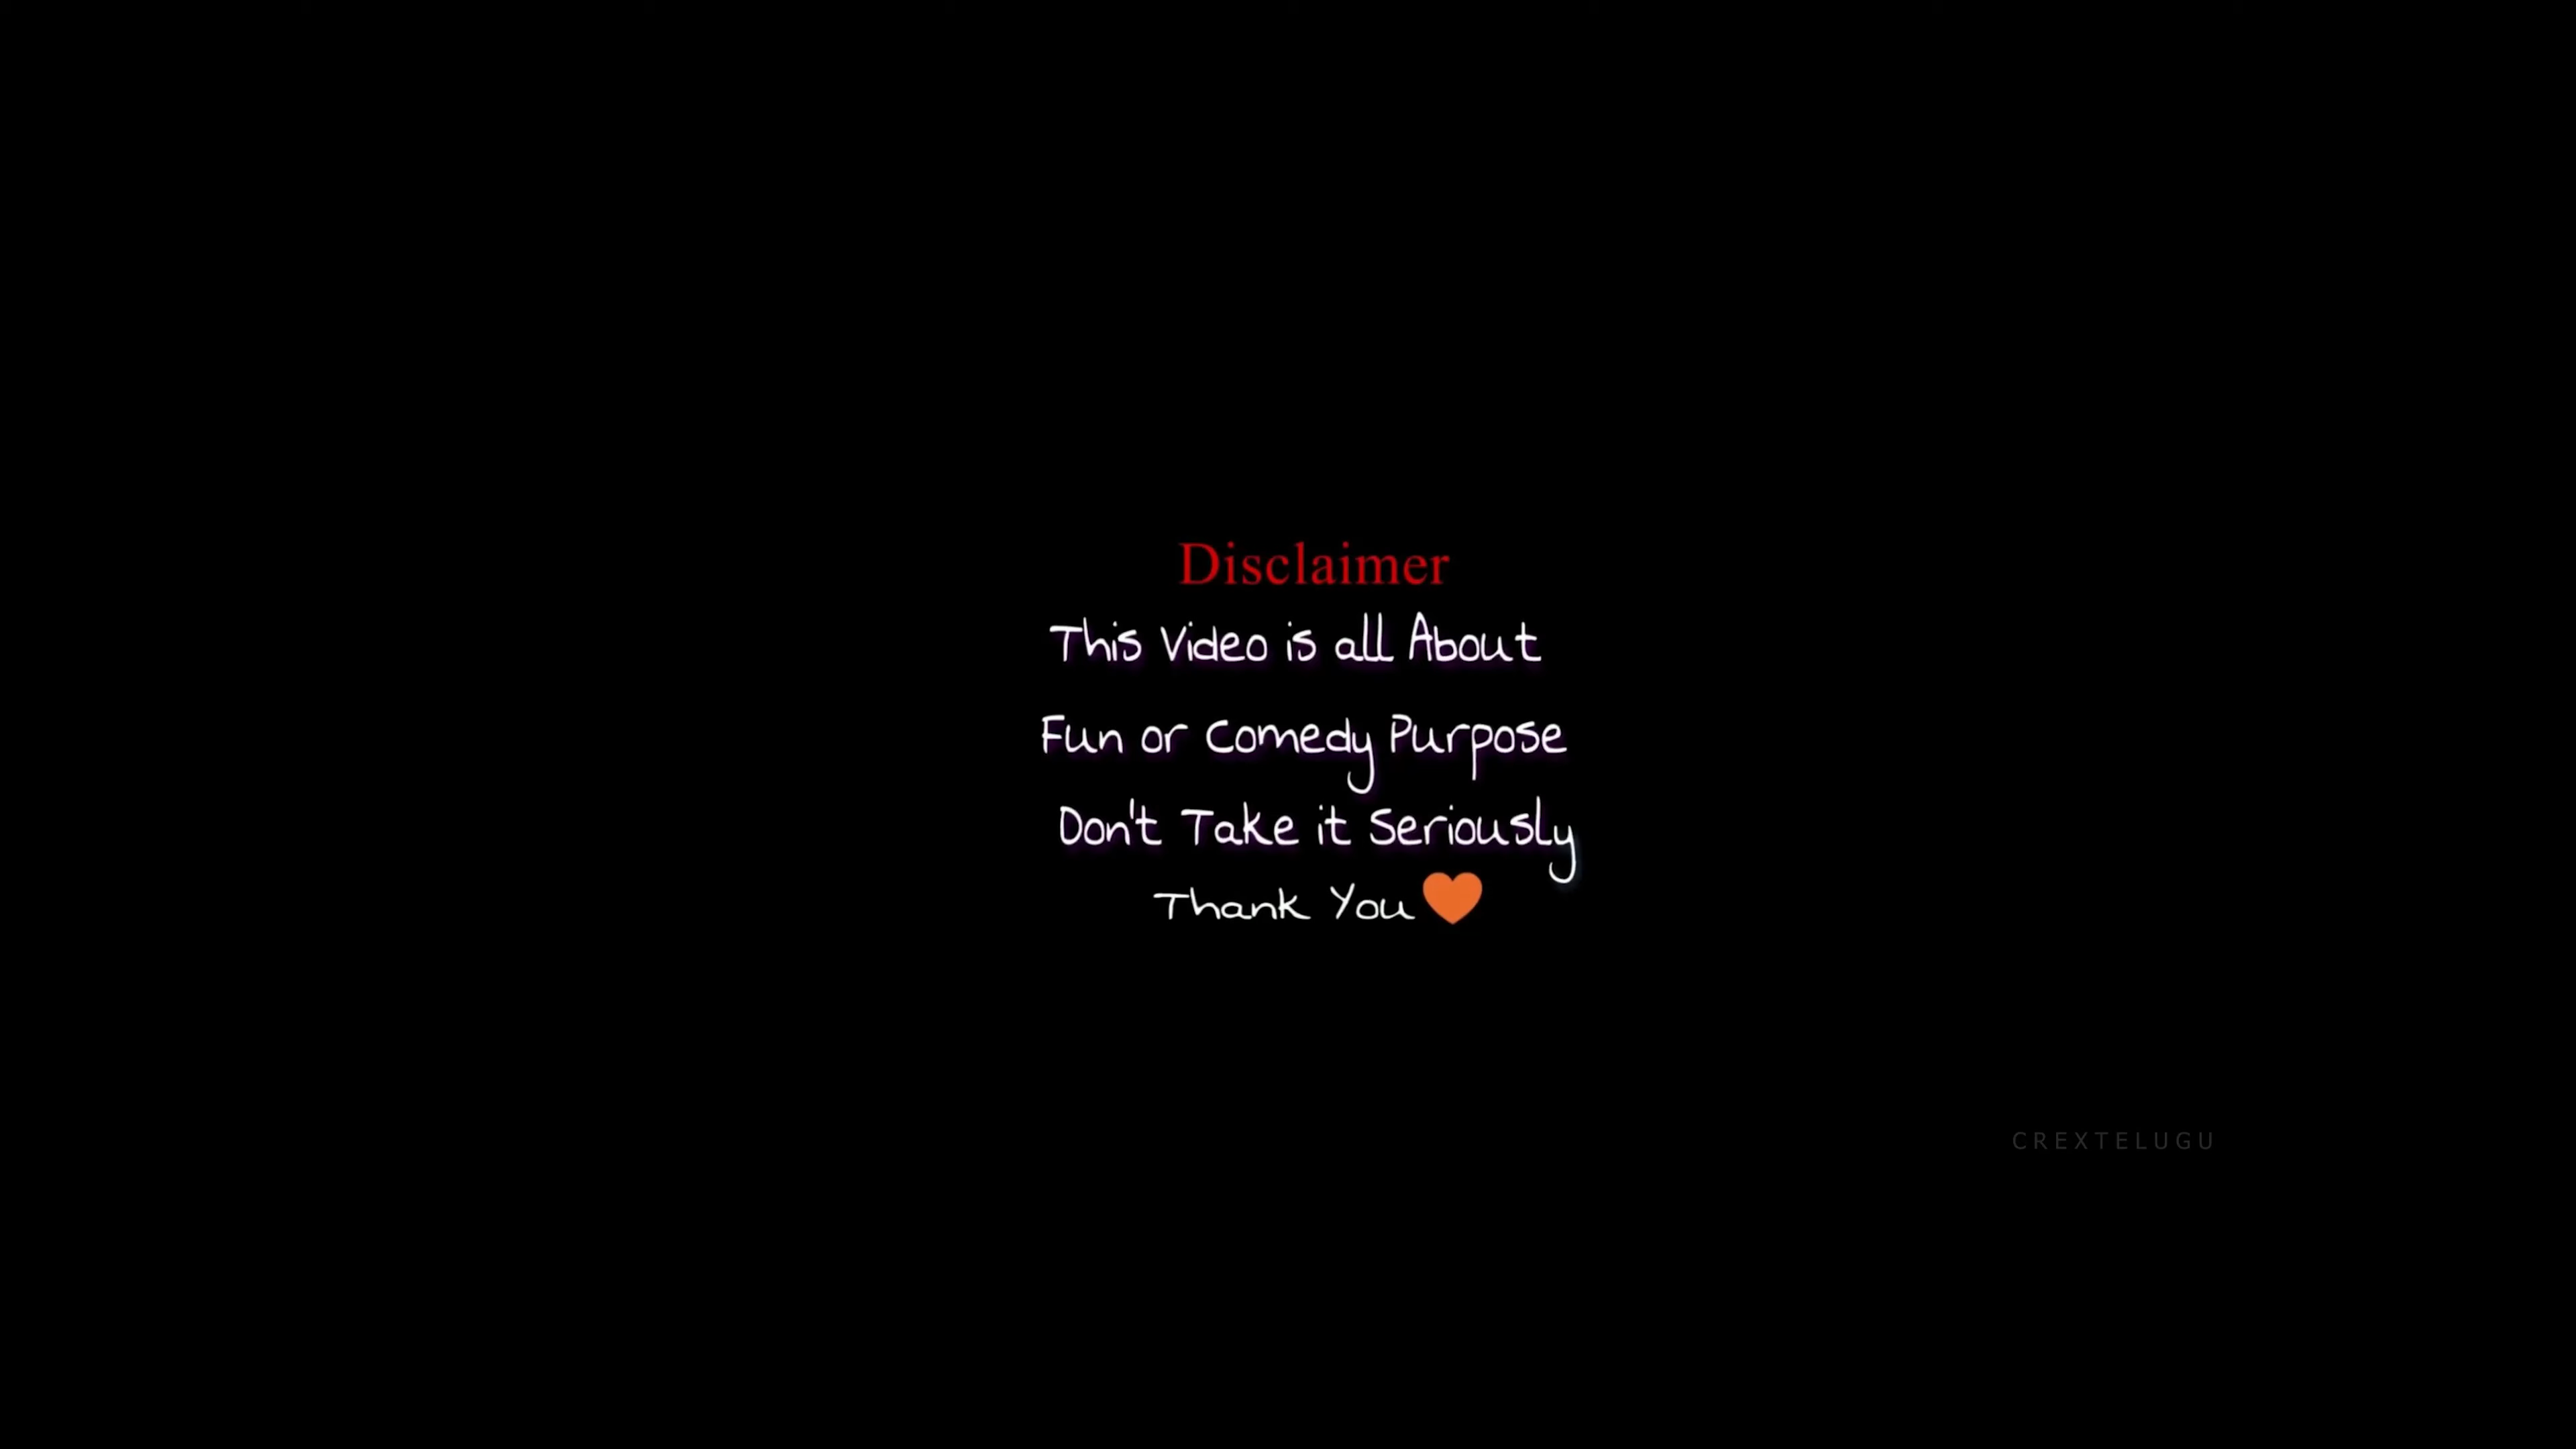 Disclaimer
This Video is all About
Fun or Comedy Purpose
Don't Take it Seriously
Thank You🧡
CREXTELUGU